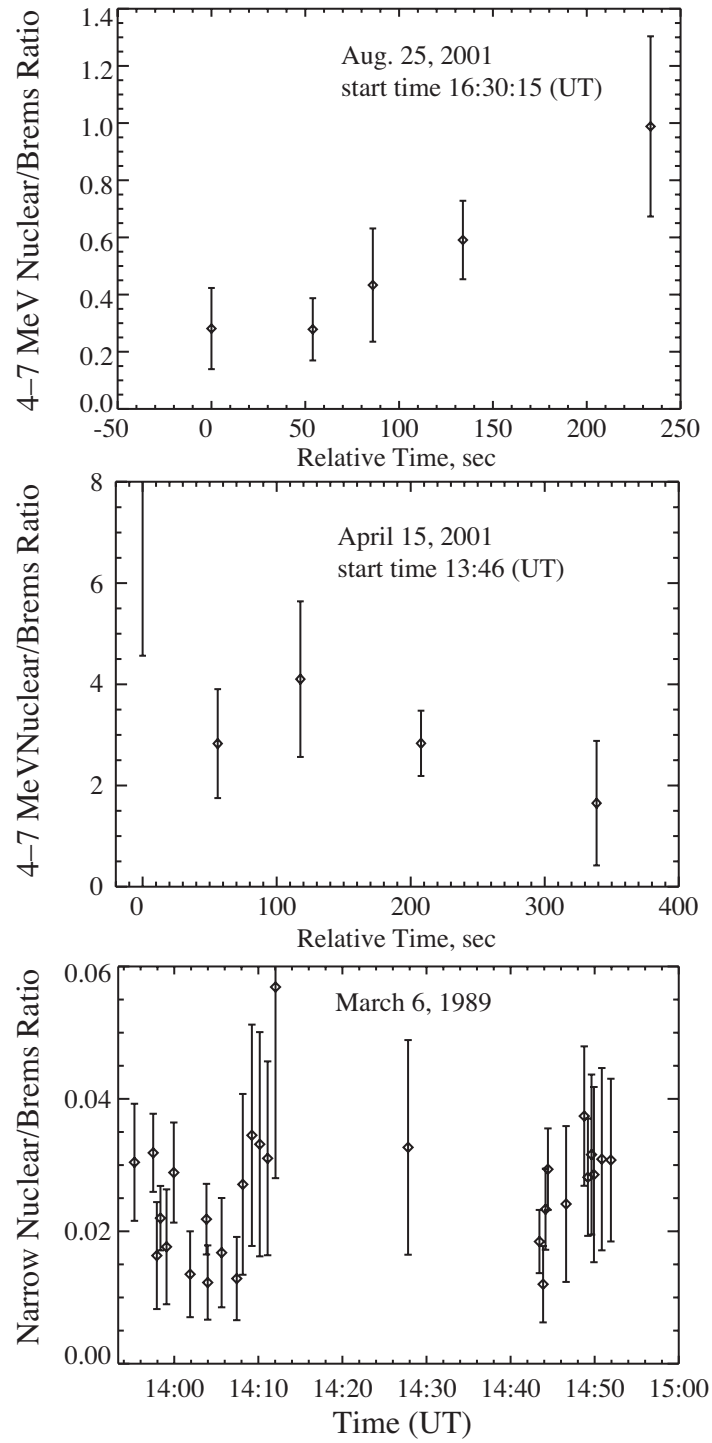 4–7 MeV Nuclear/Brems Ratio
1.4
1.2
1.0
0.8
0.6
0.4
0.2
0.0
Aug. 25, 2001
start time 16:30:15 (UT)
-50 0 50 100 150 200 250
Relative Time, sec
4–7 MeVNuclear/Brems Ratio
8
6
4
2
0
April 15, 2001
start time 13:46 (UT)
0 100 200 300 400
Relative Time, sec
Narrow Nuclear/Brems Ratio
0.06
0.04
0.02
0.00
March 6, 1989
14:00 14:10 14:20 14:30 14:40 14:50 15:00
Time (UT)